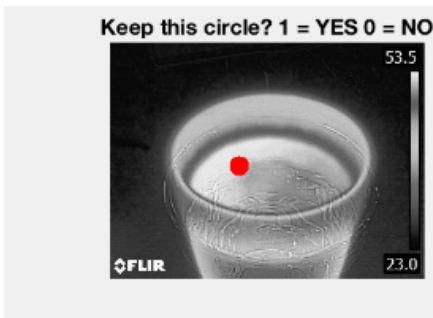 Keep this circle? 1 = YES 0 = NO
53.5
FLIR
23.0